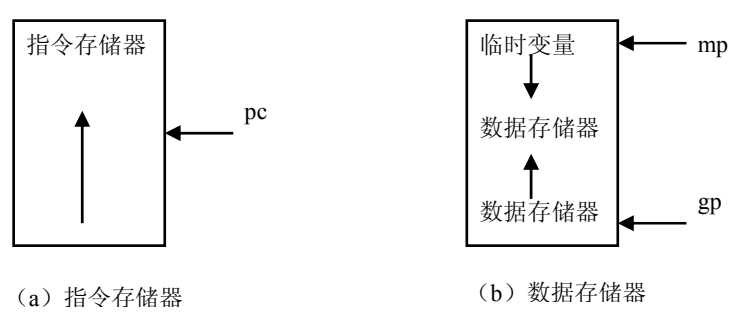 指令存储器
pc
临时变量
mp
数据存储器
数据存储器
gp
（a）指令存储器
（b）数据存储器